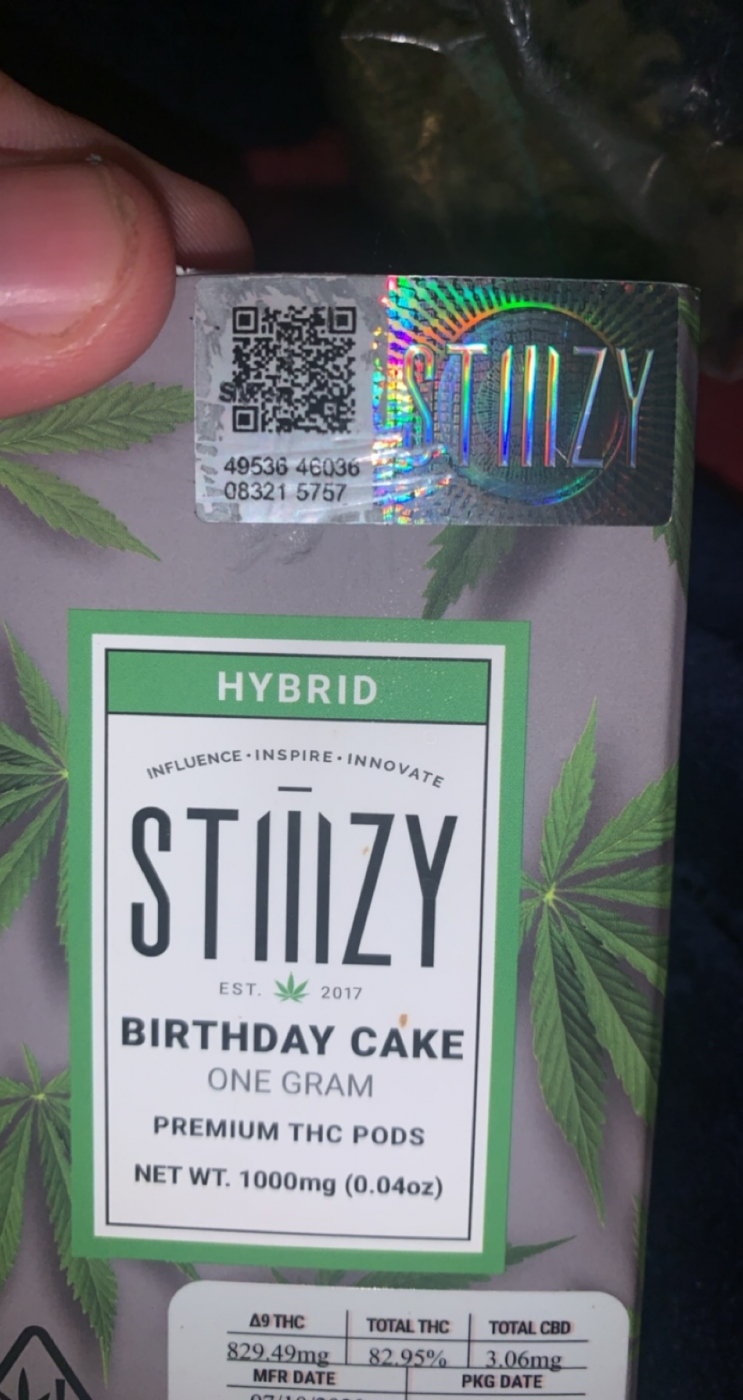 STIIIZY
49536 46036
08321 5757
HYBRID
INFLUENCE • INSPIRE • INNOVATE
STIIIZY
EST. 2017
BIRTHDAY CAKE
ONE GRAM
PREMIUM THC PODS
NET WT. 1000mg (0.04oz)
Δ9 THC TOTAL THC TOTAL CBD
829.49mg 82.95% 3.06mg
MFR DATE PKG DATE